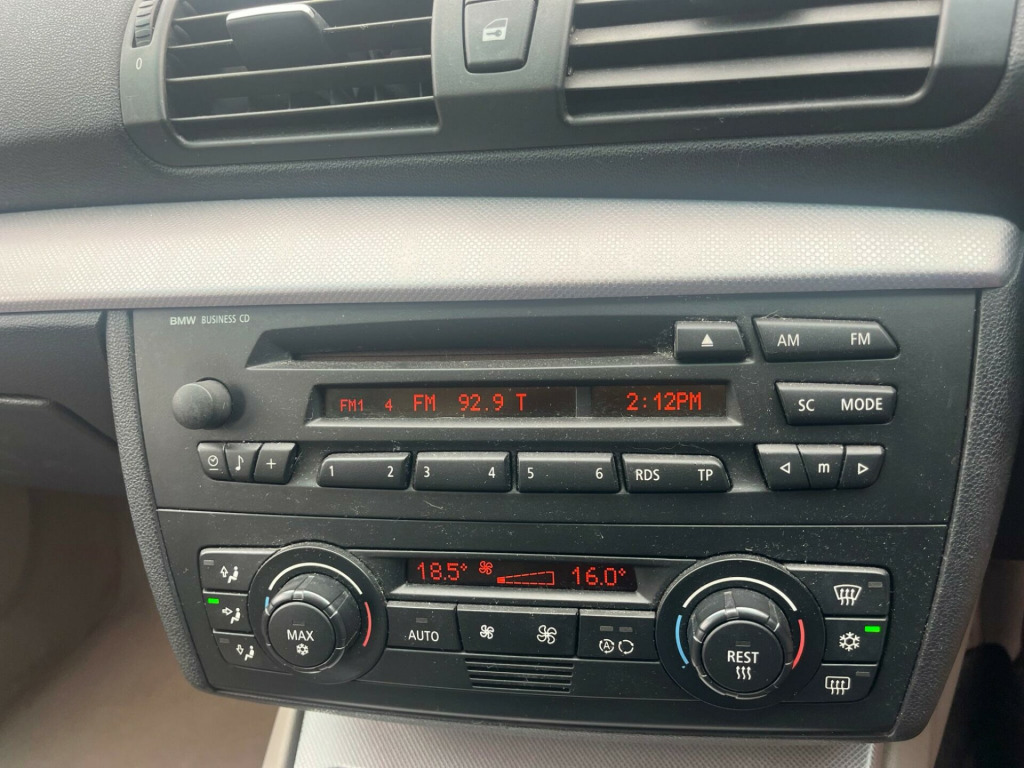 0
BMW BUSINESS CD
AM FM
FM1 4 FM 92.9 T 2:12PM
SC MODE
+ 1 2 3 4 5 6 RDS TP m
18.5° 16.0°
MAX AUTO A REST